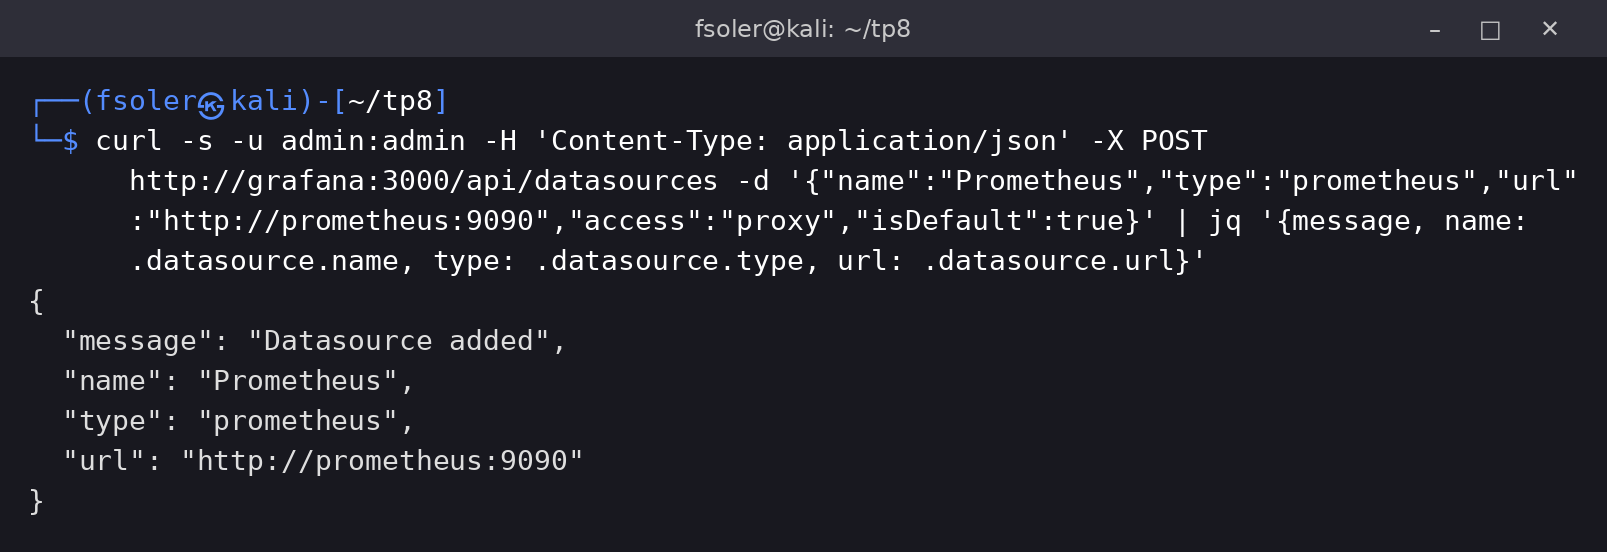 fsoler@kali: ~/tp8
┌──(fsoler㉿kali)-[~/tp8]
└─$ curl -s -u admin:admin -H 'Content-Type: application/json' -X POST
http://grafana:3000/api/datasources -d '{"name":"Prometheus","type":"prometheus","url"
:"http://prometheus:9090","access":"proxy","isDefault":true}' | jq '{message, name:
.datasource.name, type: .datasource.type, url: .datasource.url}'
{
  "message": "Datasource added",
  "name": "Prometheus",
  "type": "prometheus",
  "url": "http://prometheus:9090"
}